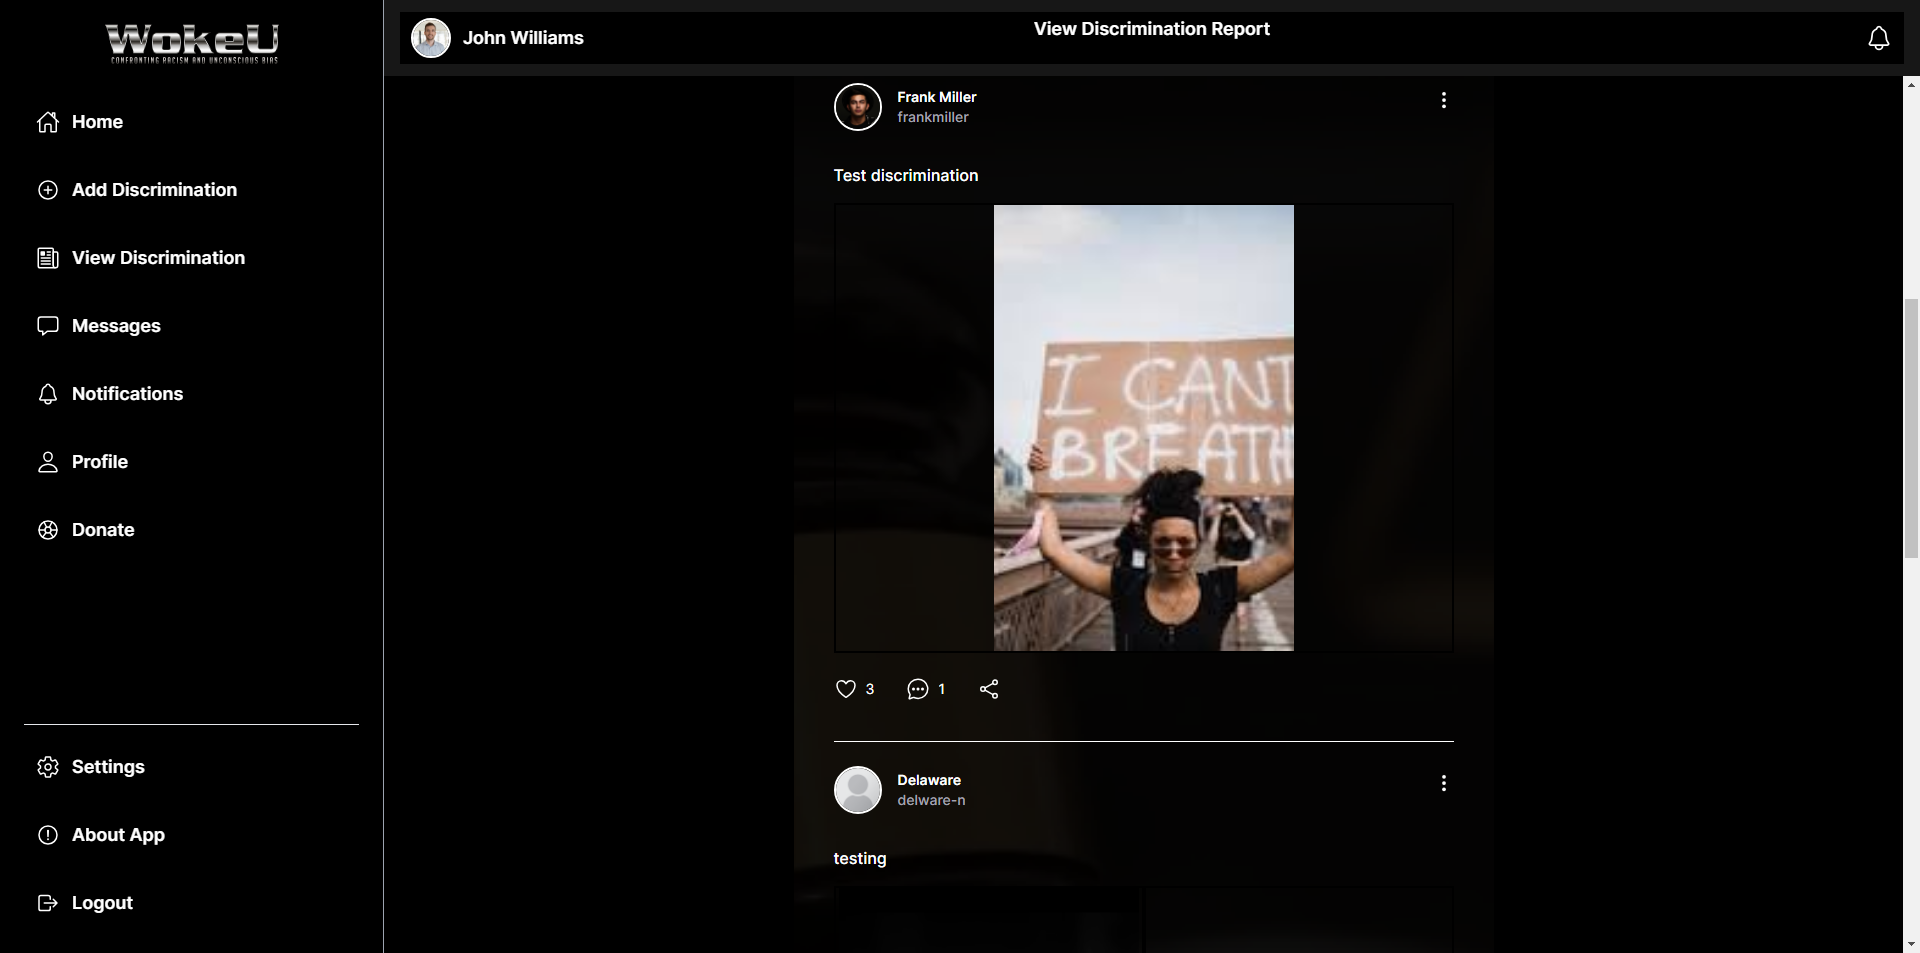 WokeU
CONFRONTING RACISM AND UNCONSCIOUS BIAS
Home
Add Discrimination
View Discrimination
Messages
Notifications
Profile
Donate
Settings
About App
Logout
John Williams
View Discrimination Report
Frank Miller
frankmiller
Test discrimination
I CANT
BREATH
3
1
Delaware
delware-n
testing